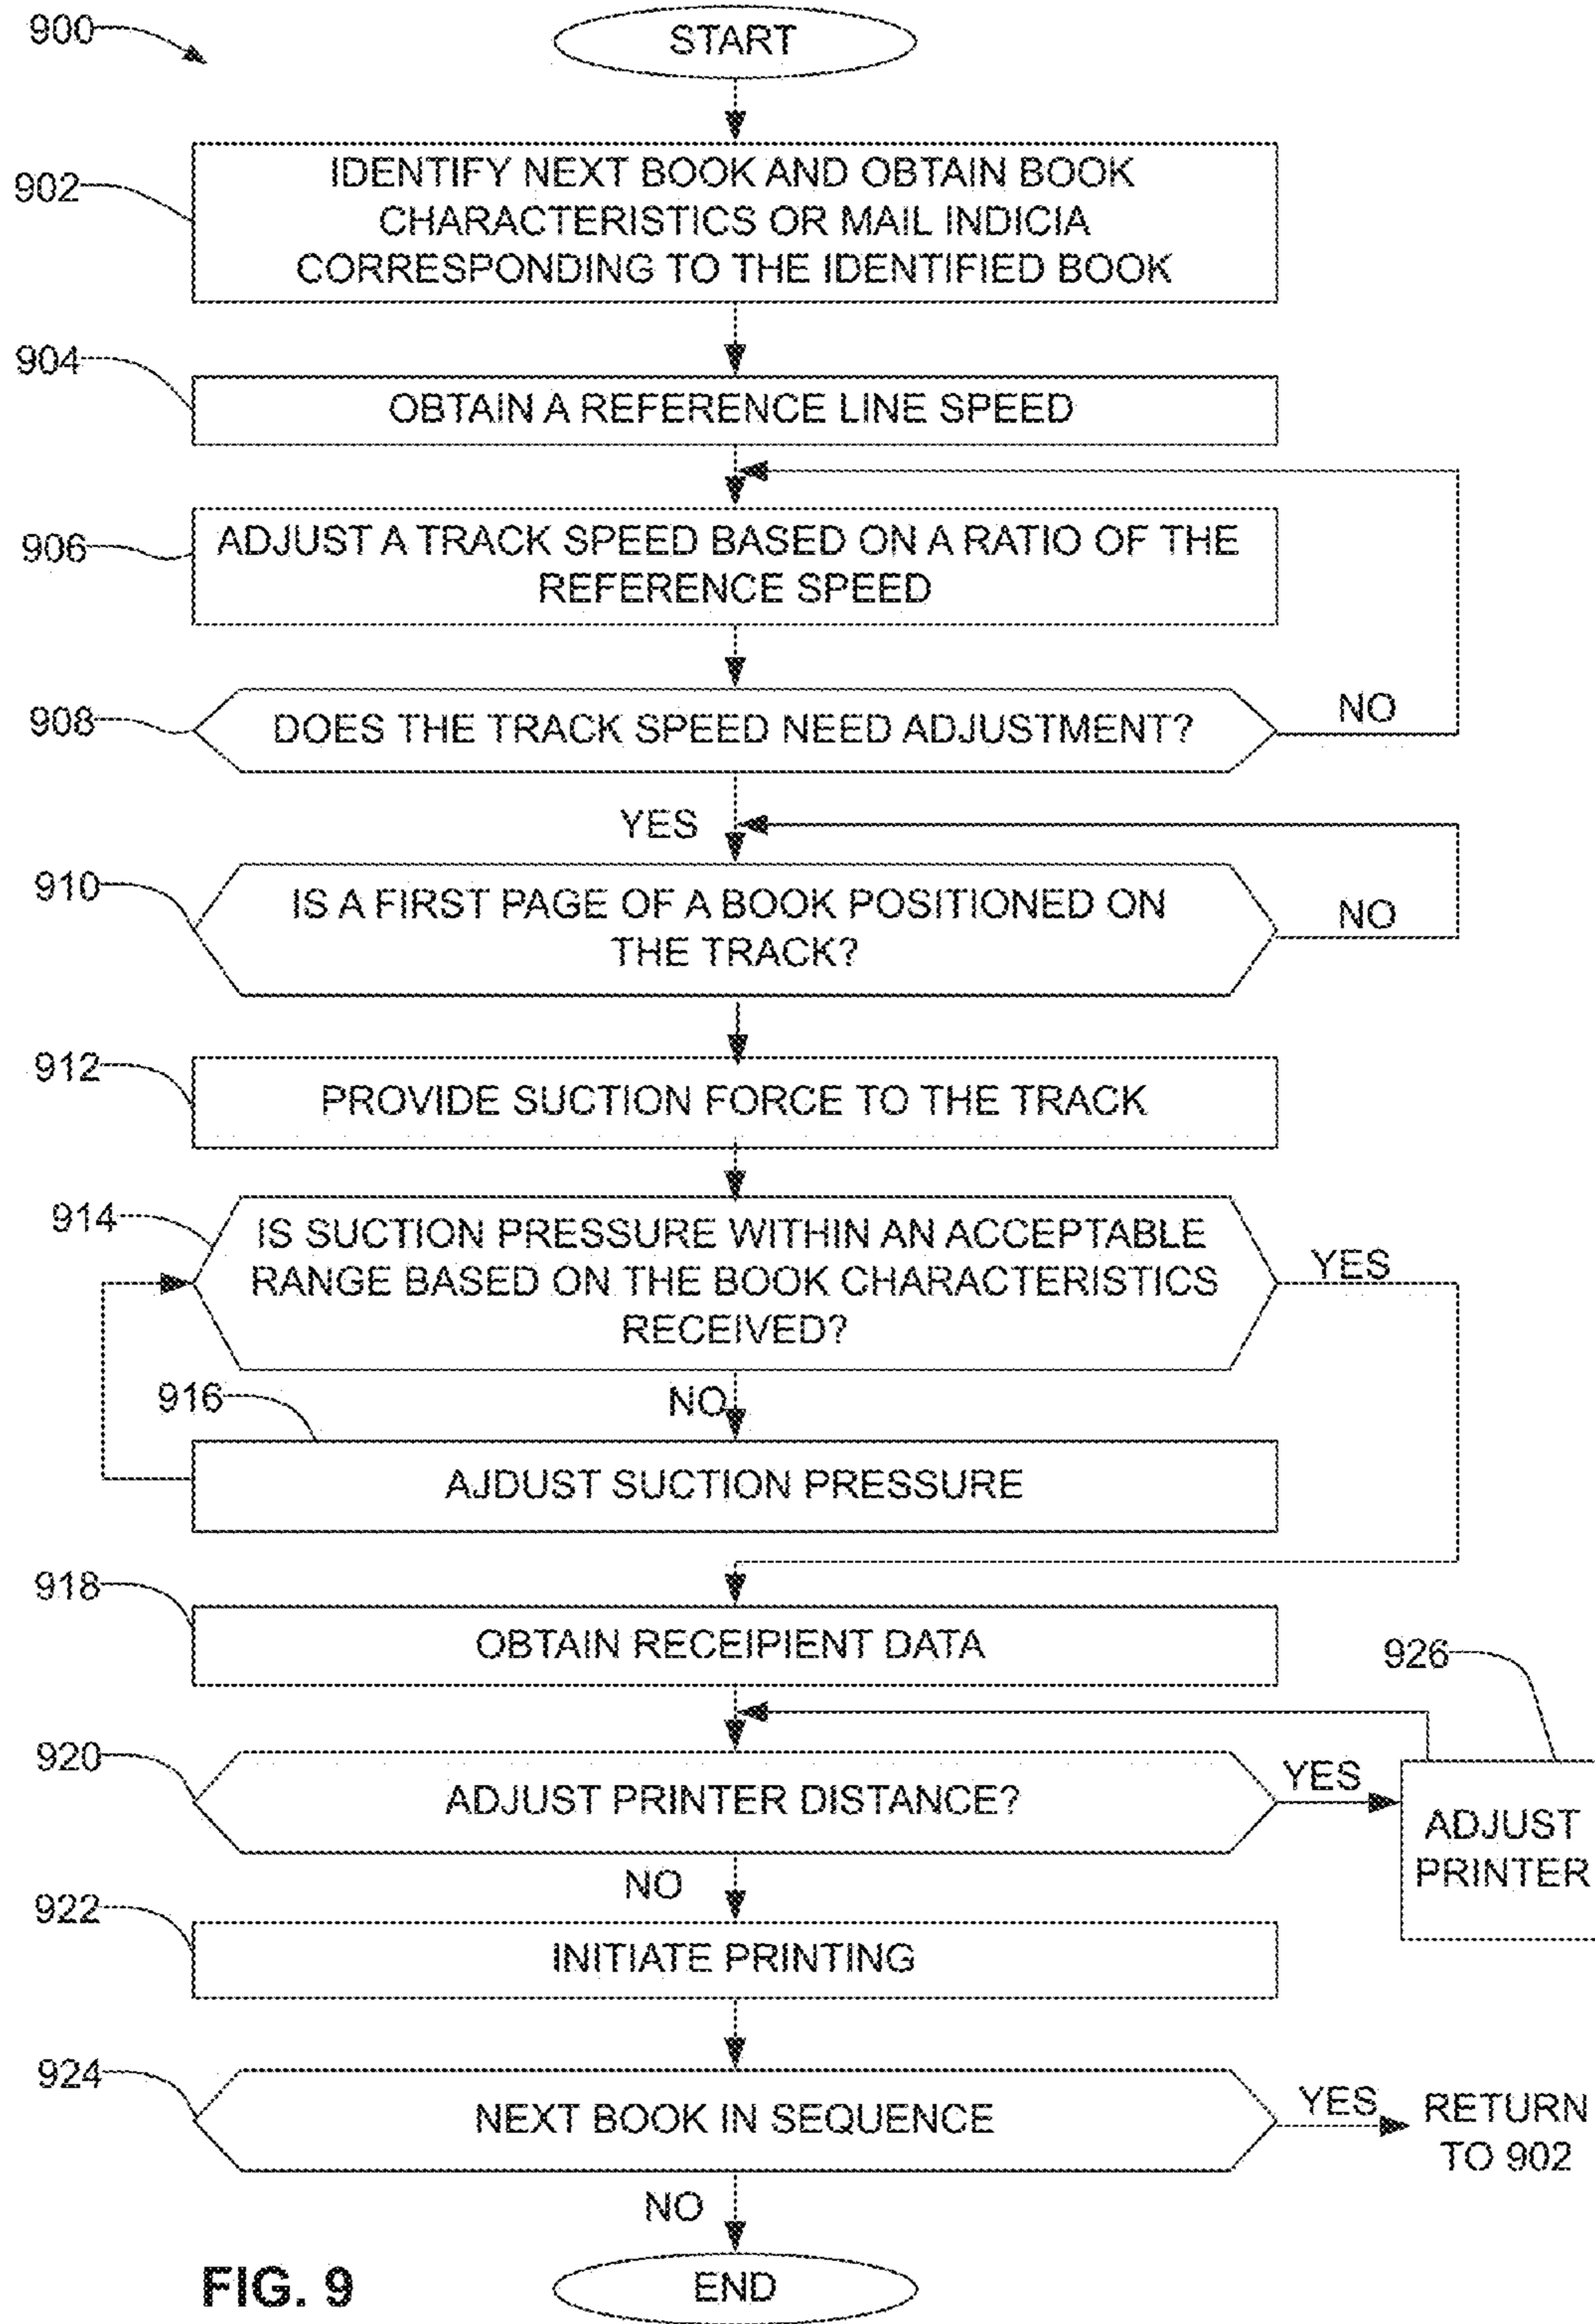 900
START
902
IDENTIFY NEXT BOOK AND OBTAIN BOOK
CHARACTERISTICS OR MAIL INDICIA
CORRESPONDING TO THE IDENTIFIED BOOK
904
OBTAIN A REFERENCE LINE SPEED
906
ADJUST A TRACK SPEED BASED ON A RATIO OF THE
REFERENCE SPEED
908
DOES THE TRACK SPEED NEED ADJUSTMENT?
NO
YES
910
IS A FIRST PAGE OF A BOOK POSITIONED ON
THE TRACK?
NO
912
PROVIDE SUCTION FORCE TO THE TRACK
914
IS SUCTION PRESSURE WITHIN AN ACCEPTABLE
RANGE BASED ON THE BOOK CHARACTERISTICS
RECEIVED?
YES
NO
916
AJDUST SUCTION PRESSURE
918
OBTAIN RECEIPIENT DATA
926
920
ADJUST PRINTER DISTANCE?
YES
ADJUST
PRINTER
NO
922
INITIATE PRINTING
924
NEXT BOOK IN SEQUENCE
YES
RETURN
TO 902
NO
END
FIG. 9